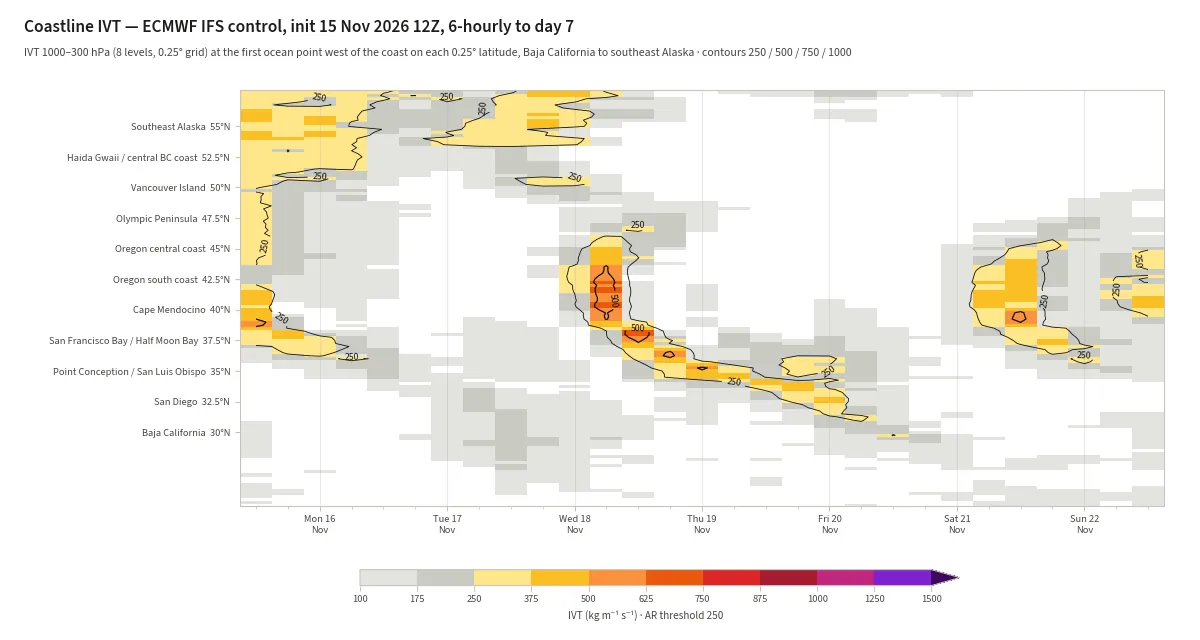 Coastline IVT — ECMWF IFS control, init 15 Nov 2026 12Z, 6-hourly to day 7
IVT 1000–300 hPa (8 levels, 0.25° grid) at the first ocean point west of the coast on each 0.25° latitude, Baja California to southeast Alaska · contours 250 / 500 / 750 / 1000
250
250
250
Southeast Alaska 55°N
Haida Gwaii / central BC coast 52.5°N
250
250
Vancouver Island 50°N
Olympic Peninsula 47.5°N
250
250
Oregon central coast 45°N
250
Oregon south coast 42.5°N
250
500
250
Cape Mendocino 40°N
250
500
San Francisco Bay / Half Moon Bay 37.5°N
250
250
Point Conception / San Luis Obispo 35°N
250
250
San Diego 32.5°N
Baja California 30°N
Mon 16 Tue 17 Wed 18 Thu 19 Fri 20 Sat 21 Sun 22
Nov Nov Nov Nov Nov Nov Nov
100 175 250 375 500 625 750 875 1000 1250 1500
IVT (kg m⁻¹ s⁻¹) · AR threshold 250